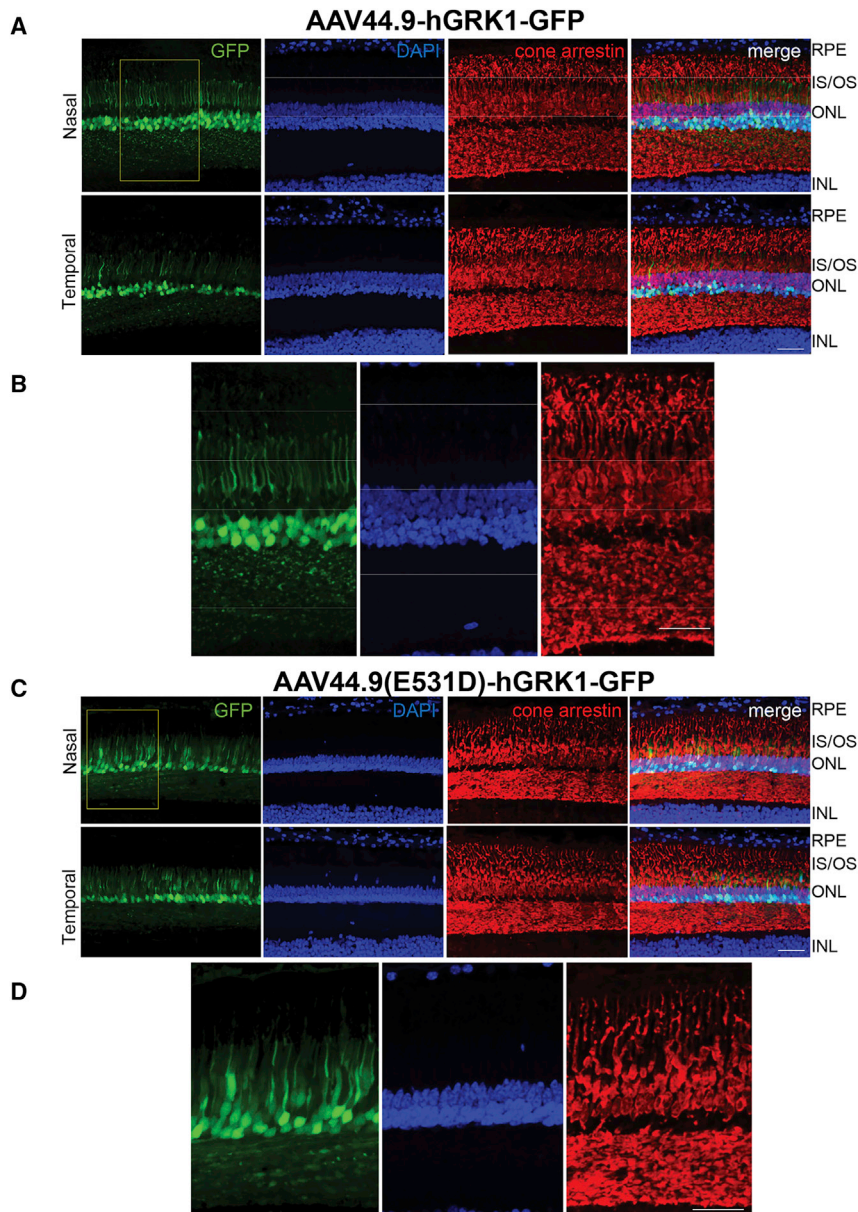 A
AAV44.9-hGRK1-GFP
GFP
DAPI
cone arrestin
merge
Nasal
RPE
IS/OS
ONL
INL
Temporal
RPE
IS/OS
ONL
INL
B
C
AAV44.9(E531D)-hGRK1-GFP
GFP
DAPI
cone arrestin
merge
Nasal
RPE
IS/OS
ONL
INL
Temporal
RPE
IS/OS
ONL
INL
D